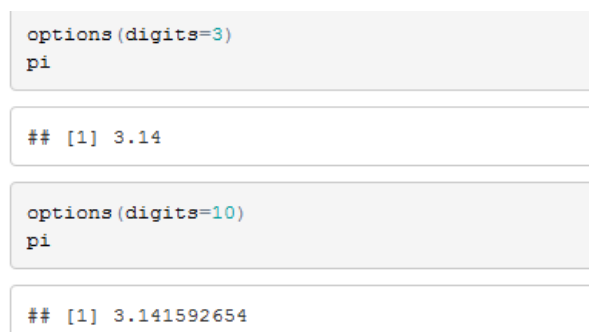 options(digits=3)
pi
## [1] 3.14
options(digits=10)
pi
## [1] 3.141592654